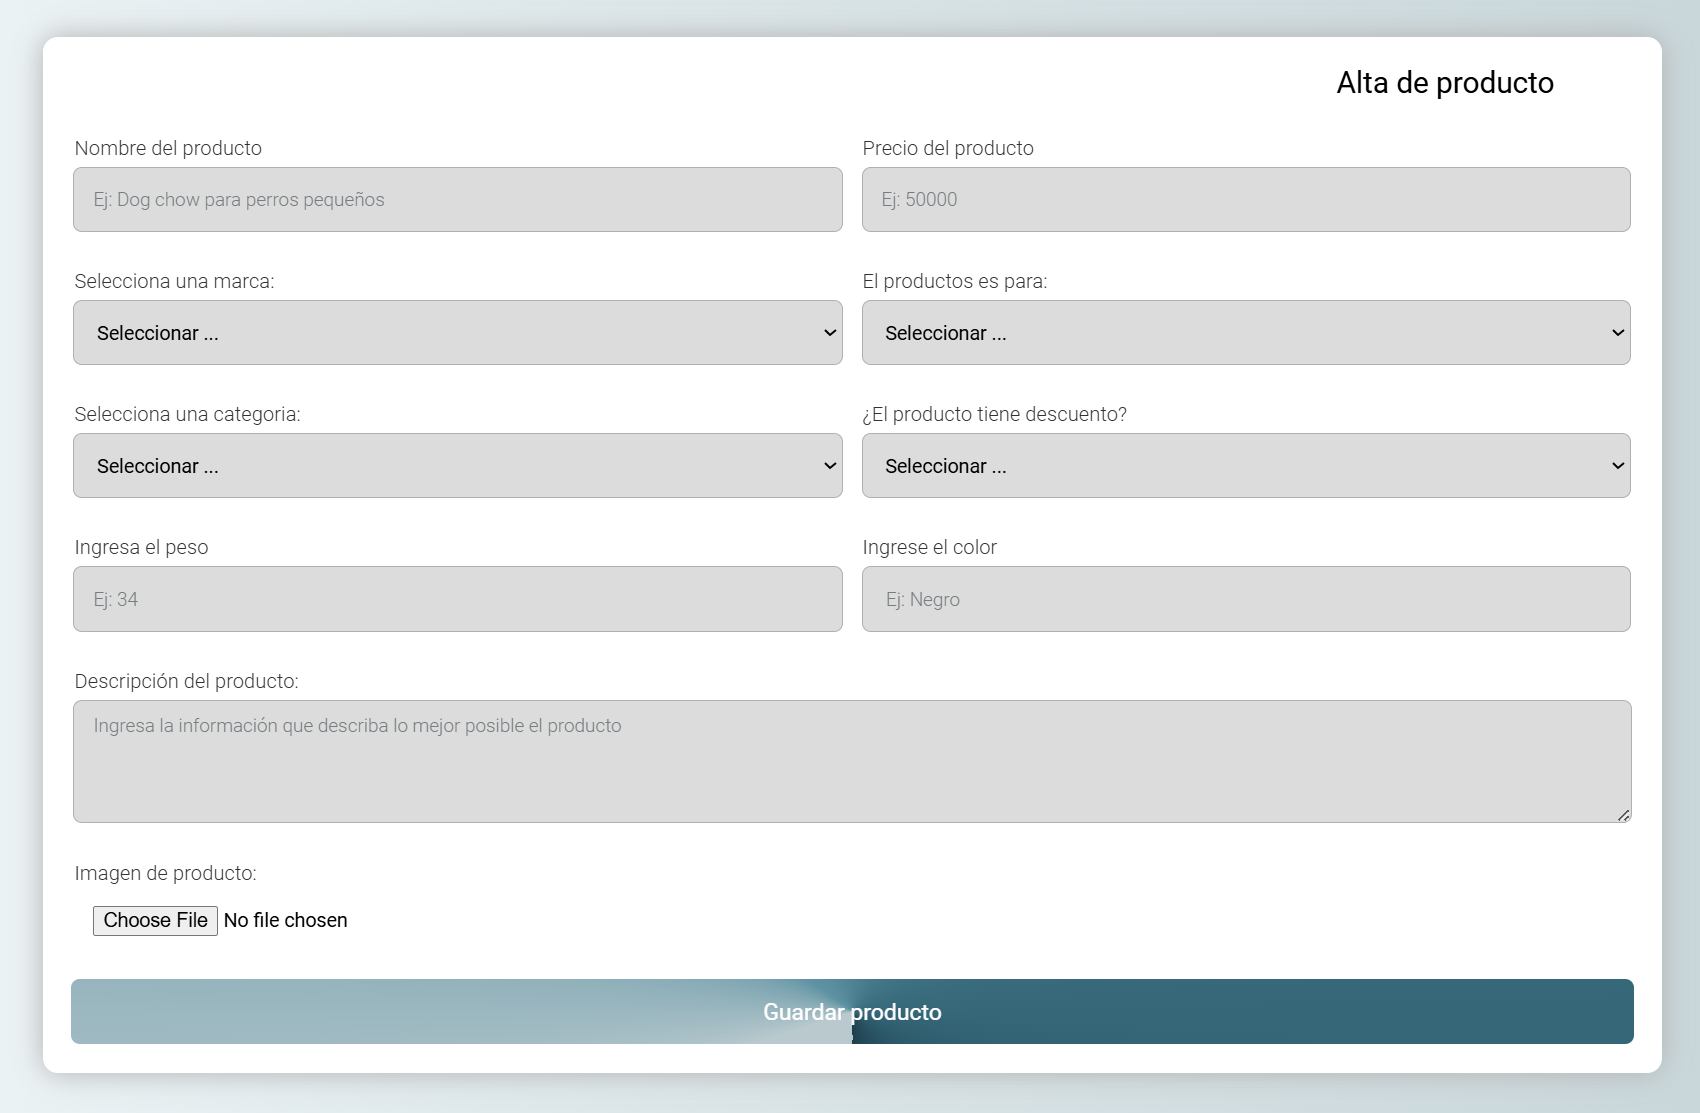 Alta de producto
Nombre del producto
Precio del producto
Ej: Dog chow para perros pequeños
Ej: 50000
Selecciona una marca:
El productos es para:
Seleccionar ...
Seleccionar ...
Selecciona una categoria:
¿El producto tiene descuento?
Seleccionar ...
Seleccionar ...
Ingresa el peso
Ingrese el color
Ej: 34
Ej: Negro
Descripción del producto:
Ingresa la información que describa lo mejor posible el producto
Imagen de producto:
Choose File No file chosen
Guardar producto